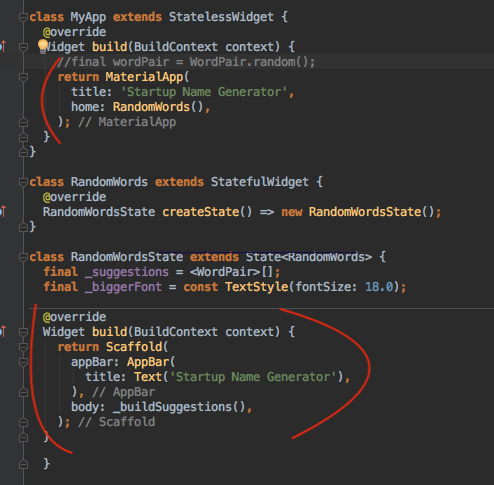 class MyApp extends StatelessWidget {
@override
Widget build(BuildContext context) {
//final wordPair = WordPair.random();
return MaterialApp(
title: 'Startup Name Generator',
home: RandomWords(),
); // MaterialApp
}
}
class RandomWords extends StatefulWidget {
@override
RandomWordsState createState() => new RandomWordsState();
}
class RandomWordsState extends State<RandomWords> {
final _suggestions = <WordPair>[];
final _biggerFont = const TextStyle(fontSize: 18.0);
@override
Widget build(BuildContext context) {
return Scaffold(
appBar: AppBar(
title: Text('Startup Name Generator'),
), // AppBar
body: _buildSuggestions(),
); // Scaffold
}
}